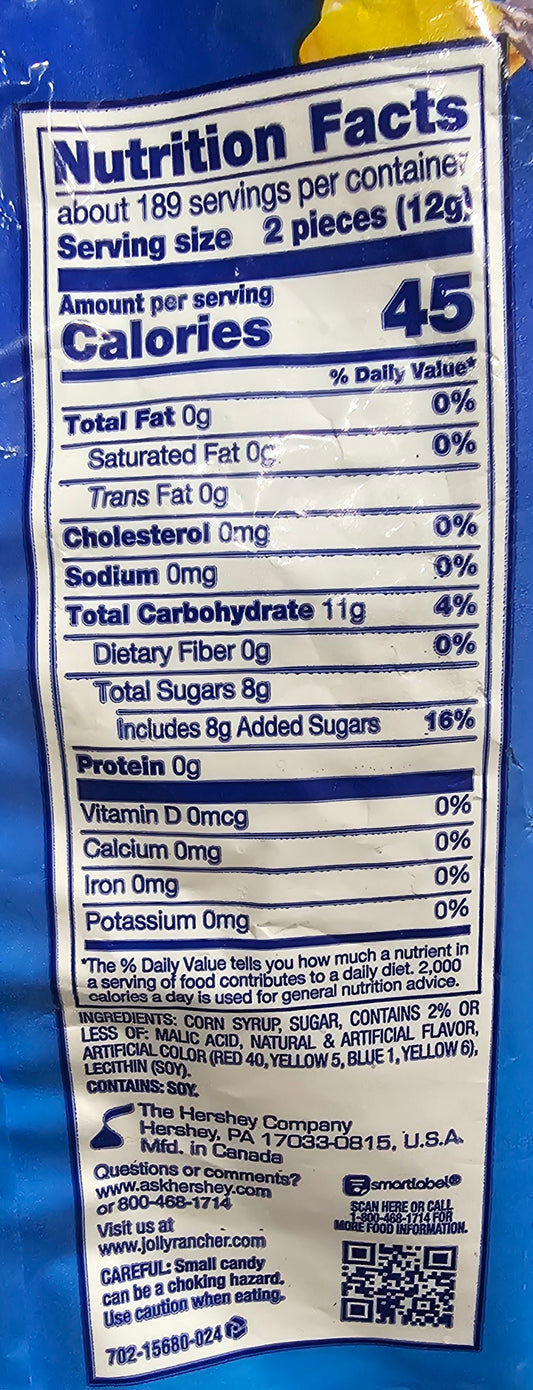 Nutrition Facts
about 189 servings per container
Serving size 2 pieces (12g)
Amount per serving
Calories 45
% Daily Value*
Total Fat 0g 0%
Saturated Fat 0g 0%
Trans Fat 0g
Cholesterol 0mg 0%
Sodium 0mg 0%
Total Carbohydrate 11g 4%
Dietary Fiber 0g 0%
Total Sugars 8g
Includes 8g Added Sugars 16%
Protein 0g
Vitamin D 0mcg 0%
Calcium 0mg 0%
Iron 0mg 0%
Potassium 0mg 0%
*The % Daily Value tells you how much a nutrient in
a serving of food contributes to a daily diet. 2,000
calories a day is used for general nutrition advice.
INGREDIENTS: CORN SYRUP, SUGAR, CONTAINS 2% OR
LESS OF: MALIC ACID, NATURAL & ARTIFICIAL FLAVOR,
ARTIFICIAL COLOR (RED 40, YELLOW 5, BLUE 1, YELLOW 6),
LECITHIN (SOY).
CONTAINS: SOY.
The Hershey Company
Hershey, PA 17033-0815, U.S.A.
Mfd. in Canada
Questions or comments?
www.askhershey.com
or 800-468-1714
Visit us at
www.jollyrancher.com
CAREFUL: Small candy
can be a choking hazard.
Use caution when eating.
702-15680-024
smartlabel®
SCAN HERE OR CALL
1-800-468-1714 FOR
MORE FOOD INFORMATION.